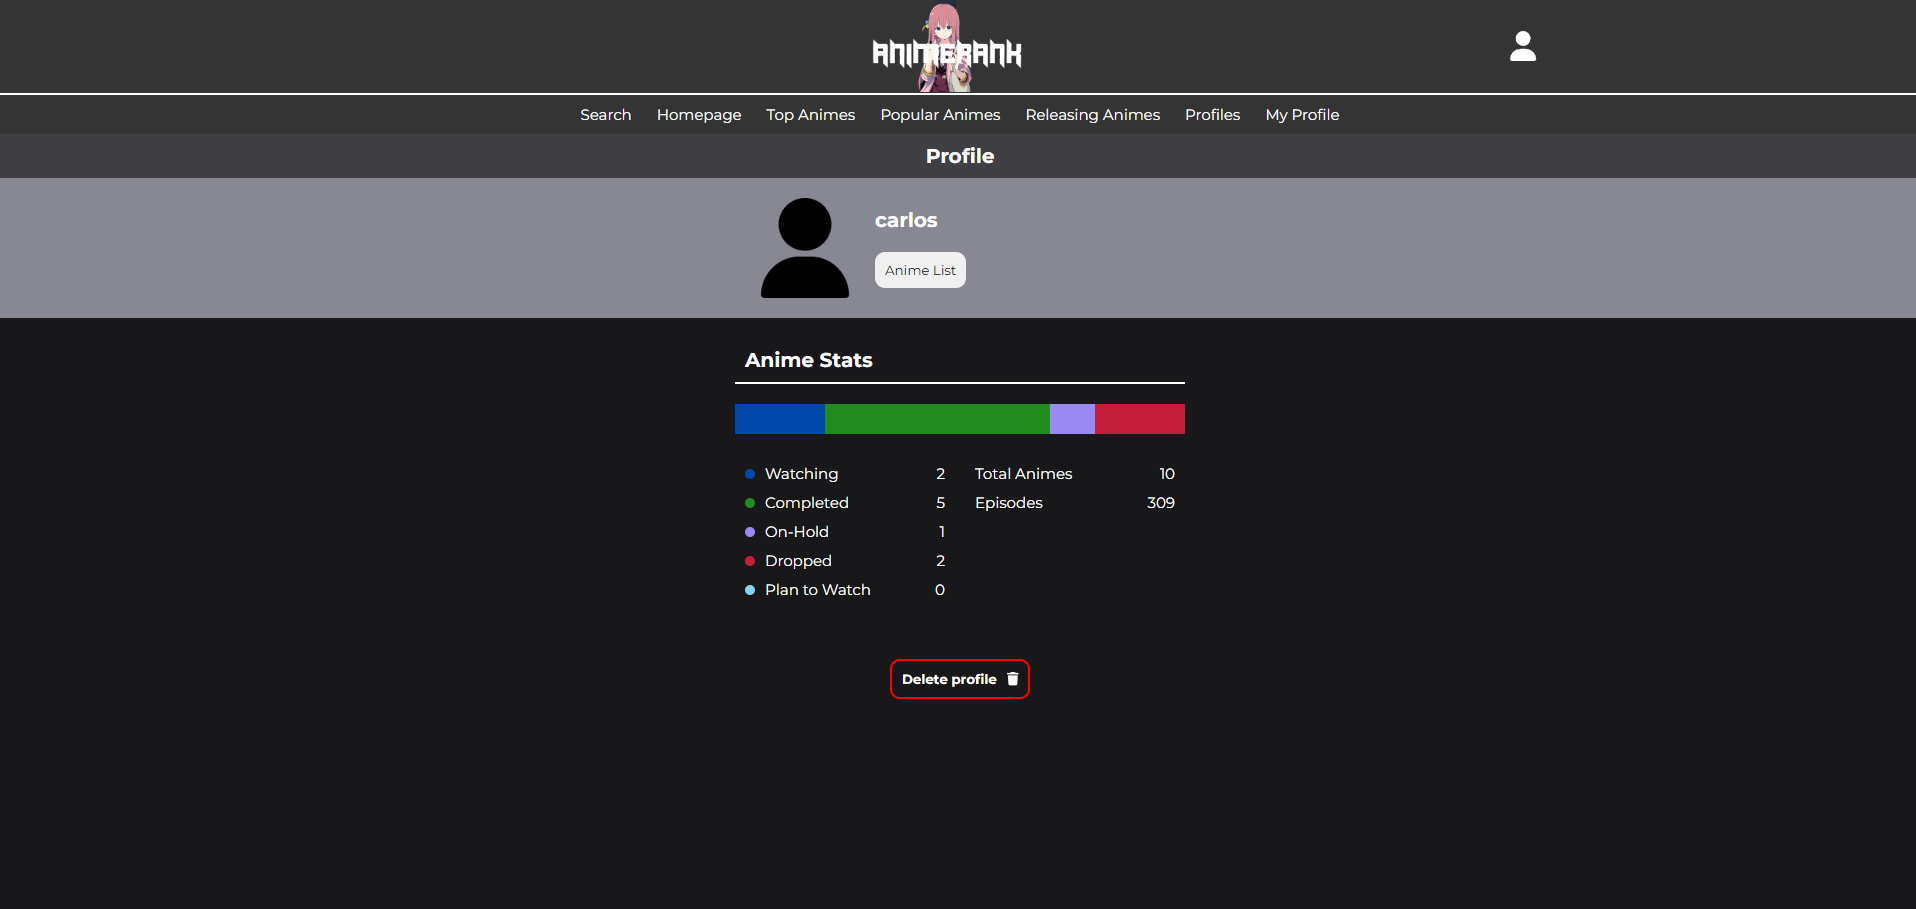 ANIMERANK
Search Homepage Top Animes Popular Animes Releasing Animes Profiles My Profile
Profile
carlos
Anime List
Anime Stats
Watching 2 Total Animes 10
Completed 5 Episodes 309
On-Hold 1
Dropped 2
Plan to Watch 0
Delete profile